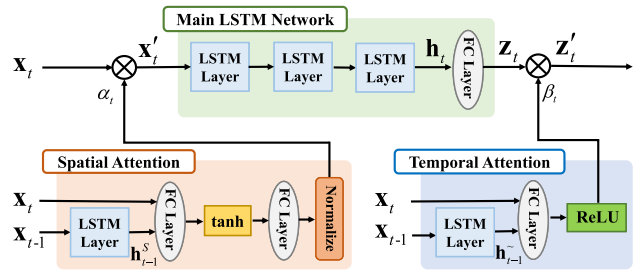 Main LSTM Network
x_t
x'_t
α_t
LSTM
Layer
LSTM
Layer
LSTM
Layer
h_t
FC Layer
z_t
z'_t
β_t
Spatial Attention
x_t
x_{t-1}
LSTM
Layer
h^S_{t-1}
FC Layer
tanh
FC Layer
Normalize
Temporal Attention
x_t
x_{t-1}
LSTM
Layer
h^~_{t-1}
FC Layer
ReLU